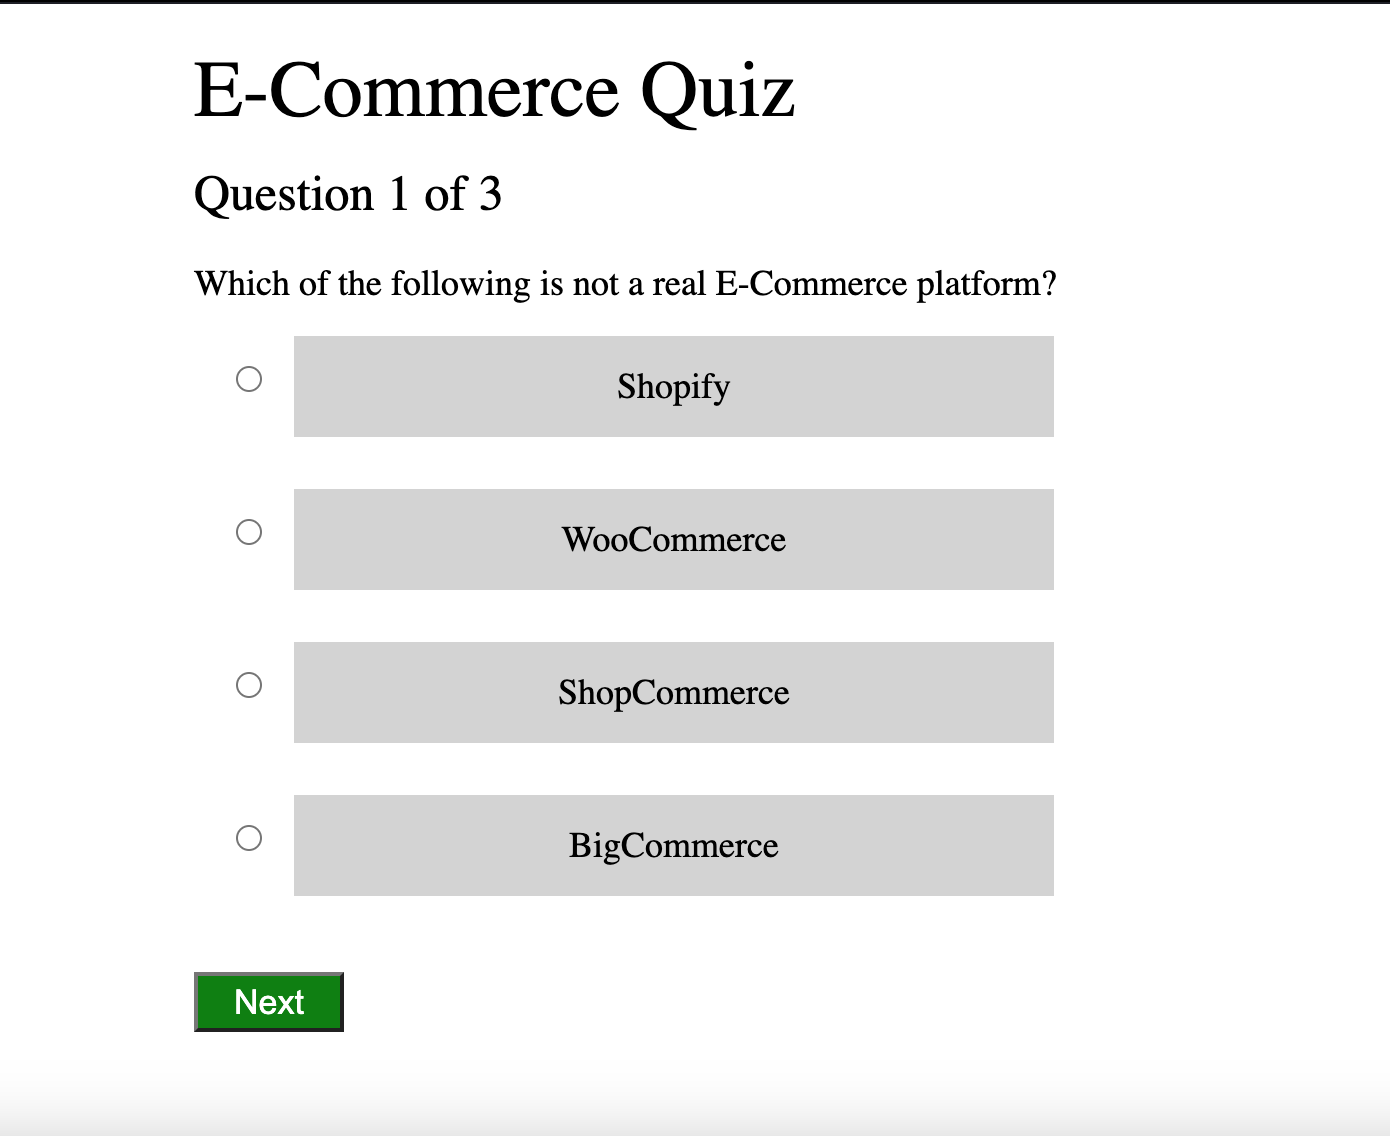 E-Commerce Quiz
Question 1 of 3
Which of the following is not a real E-Commerce platform?
Shopify
WooCommerce
ShopCommerce
BigCommerce
Next